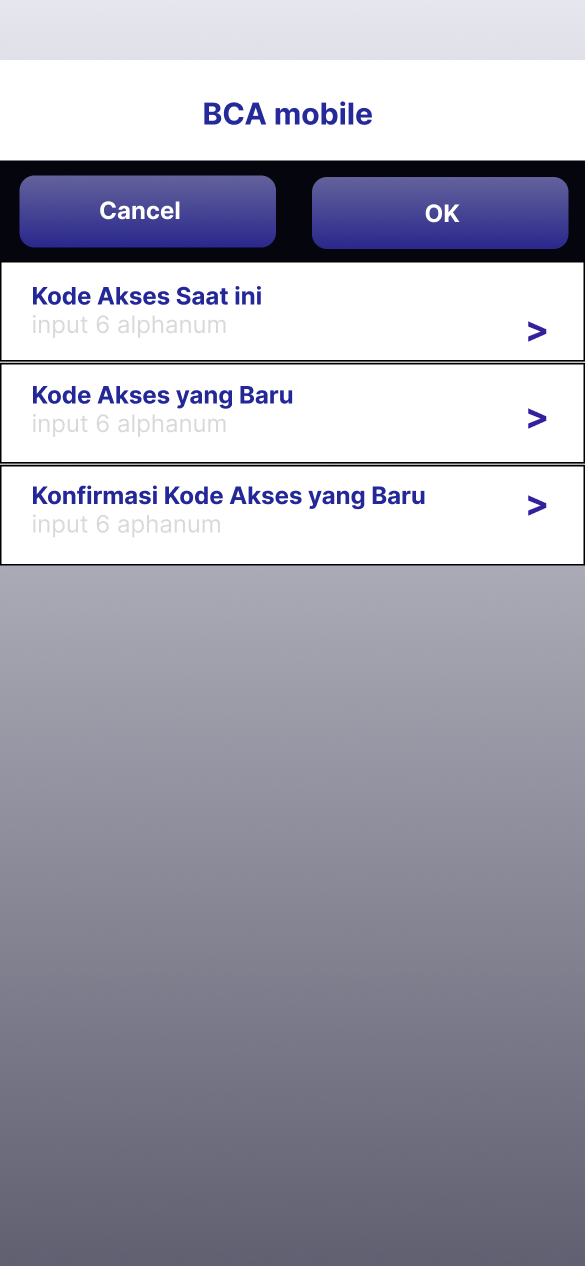 BCA mobile
Cancel
OK
Kode Akses Saat ini
input 6 alphanum
>
Kode Akses yang Baru
input 6 alphanum
>
Konfirmasi Kode Akses yang Baru
input 6 aphanum
>